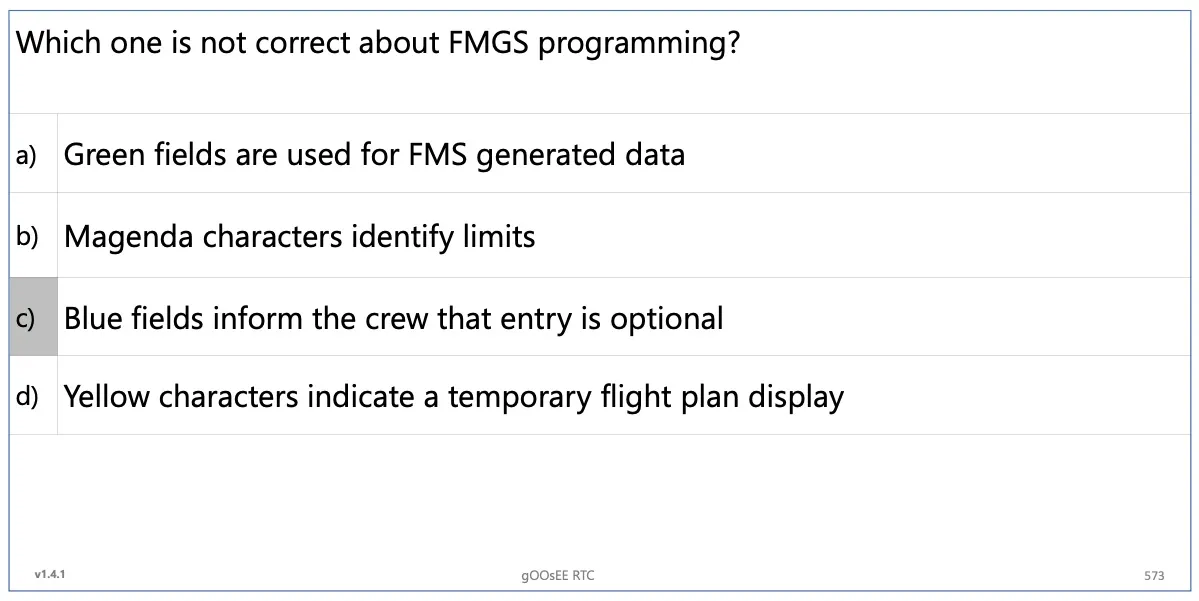 Which one is not correct about FMGS programming?
a) Green fields are used for FMS generated data
b) Magenda characters identify limits
c) Blue fields inform the crew that entry is optional
d) Yellow characters indicate a temporary flight plan display
v1.4.1 gOOsEE RTC 573